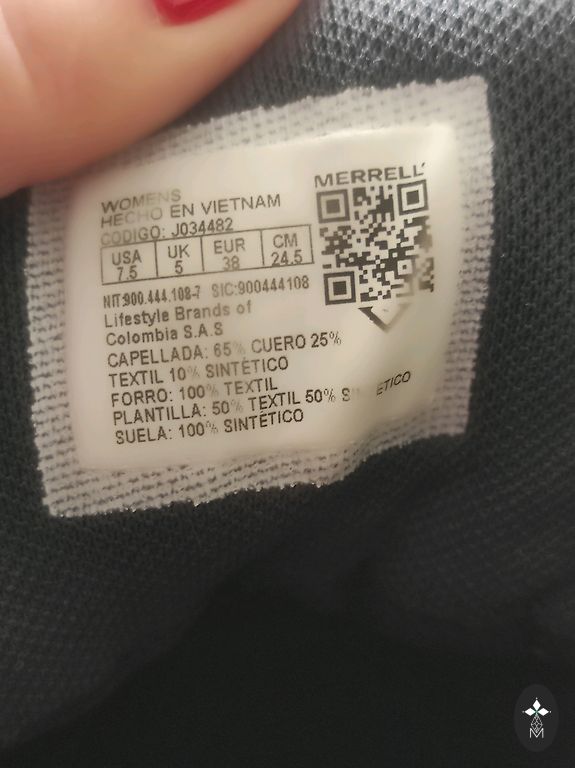 WOMENS
HECHO EN VIETNAM
CODIGO: J034482
MERRELL
USA UK EUR CM
7.5 5 38 24.5
NIT:900.444.108-7 SIC:900444108
Lifestyle Brands of
Colombia S.A.S
CAPELLADA: 65% CUERO 25%
TEXTIL 10% SINTÉTICO
FORRO: 100% TEXTIL
PLANTILLA: 50% TEXTIL 50%
SUELA: 100% SINTÉTICO